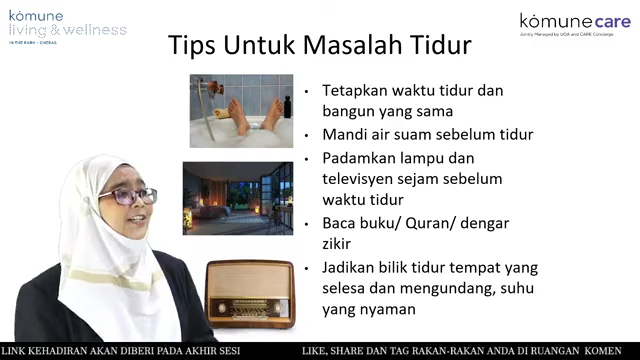 kömune
living & wellness
IN THE PARK - CHERAS
kömunecare
Jointly Managed by UOA and CARE Concierge
Tips Untuk Masalah Tidur
• Tetapkan waktu tidur dan
bangun yang sama
• Mandi air suam sebelum tidur
• Padamkan lampu dan
televisyen sejam sebelum
waktu tidur
• Baca buku/ Quran/ dengar
zikir
• Jadikan bilik tidur tempat yang
selesa dan mengundang, suhu
yang nyaman
LINK KEHADIRAN AKAN DIBERI PADA AKHIR SESI LIKE, SHARE DAN TAG RAKAN-RAKAN ANDA DI RUANGAN KOMEN